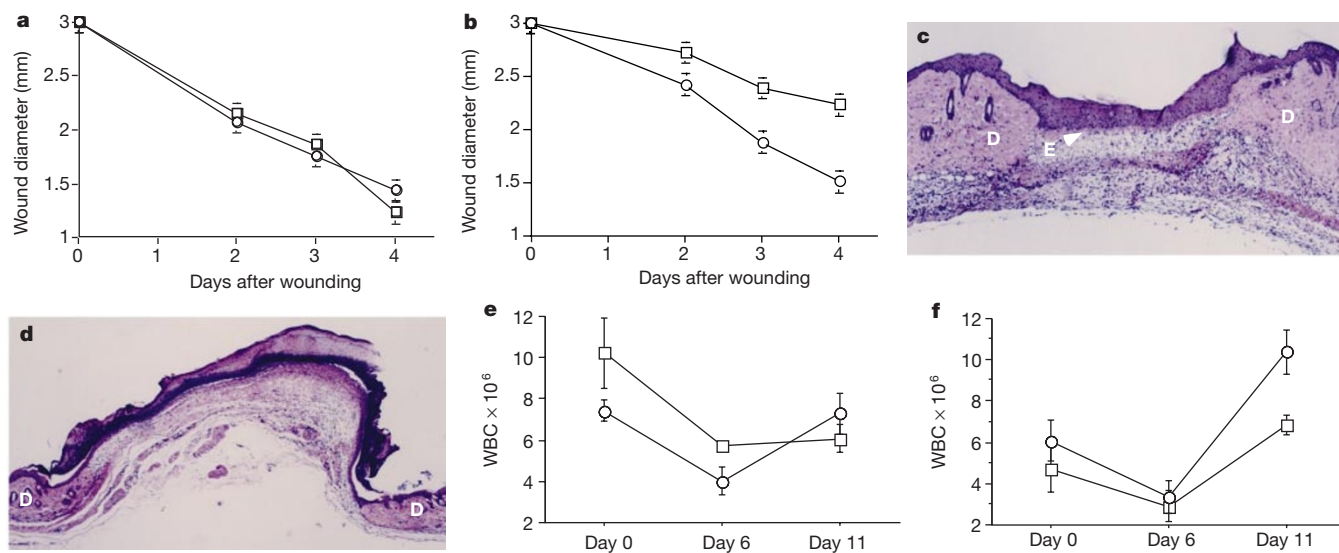 a
3
2.5
2
1.5
1
Wound diameter (mm)
0 1 2 3 4
Days after wounding
b
3
2.5
2
1.5
1
Wound diameter (mm)
0 1 2 3 4
Days after wounding
c
D
E
D
d
D
D
e
12
10
8
6
4
2
WBC × 10⁶
Day 0 Day 6 Day 11
f
12
10
8
6
4
2
WBC × 10⁶
Day 0 Day 6 Day 11